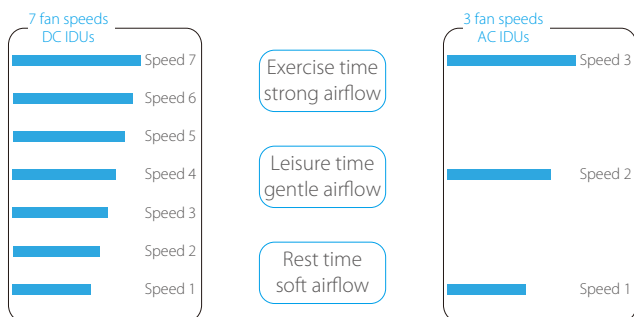 7 fan speeds
DC IDUs
Speed 7
Speed 6
Speed 5
Speed 4
Speed 3
Speed 2
Speed 1
Exercise time
strong airflow
Leisure time
gentle airflow
Rest time
soft airflow
3 fan speeds
AC IDUs
Speed 3
Speed 2
Speed 1